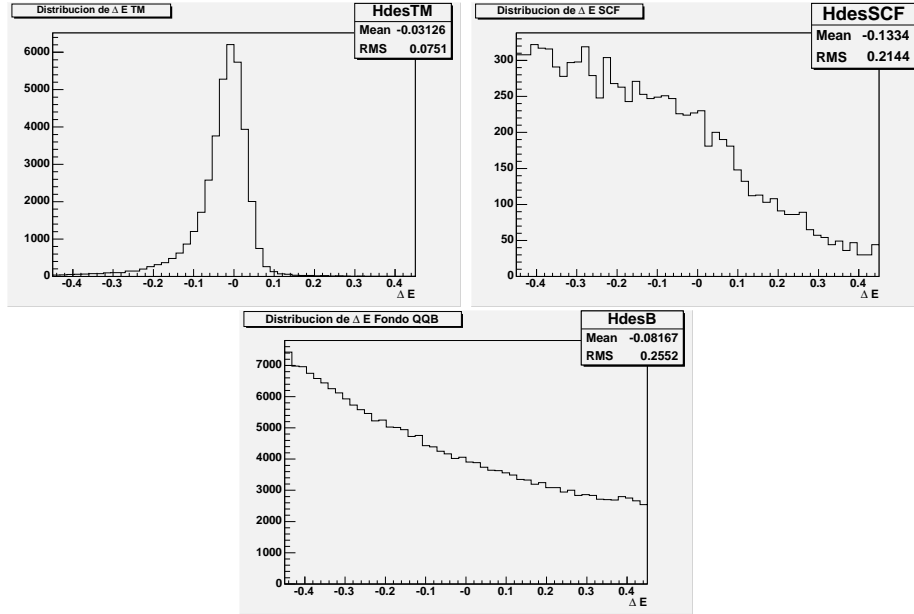 Distribucion de Δ E TM
HdesTM
Mean -0.03126
RMS 0.0751
6000
5000
4000
3000
2000
1000
0
-0.4 -0.3 -0.2 -0.1 -0 0.1 0.2 0.3 0.4
Δ E
Distribucion de Δ E SCF
HdesSCF
Mean -0.1334
RMS 0.2144
300
250
200
150
100
50
0
-0.4 -0.3 -0.2 -0.1 -0 0.1 0.2 0.3 0.4
Δ E
Distribucion de Δ E Fondo QQB
HdesB
Mean -0.08167
RMS 0.2552
7000
6000
5000
4000
3000
2000
1000
0
-0.4 -0.3 -0.2 -0.1 -0 0.1 0.2 0.3 0.4
Δ E